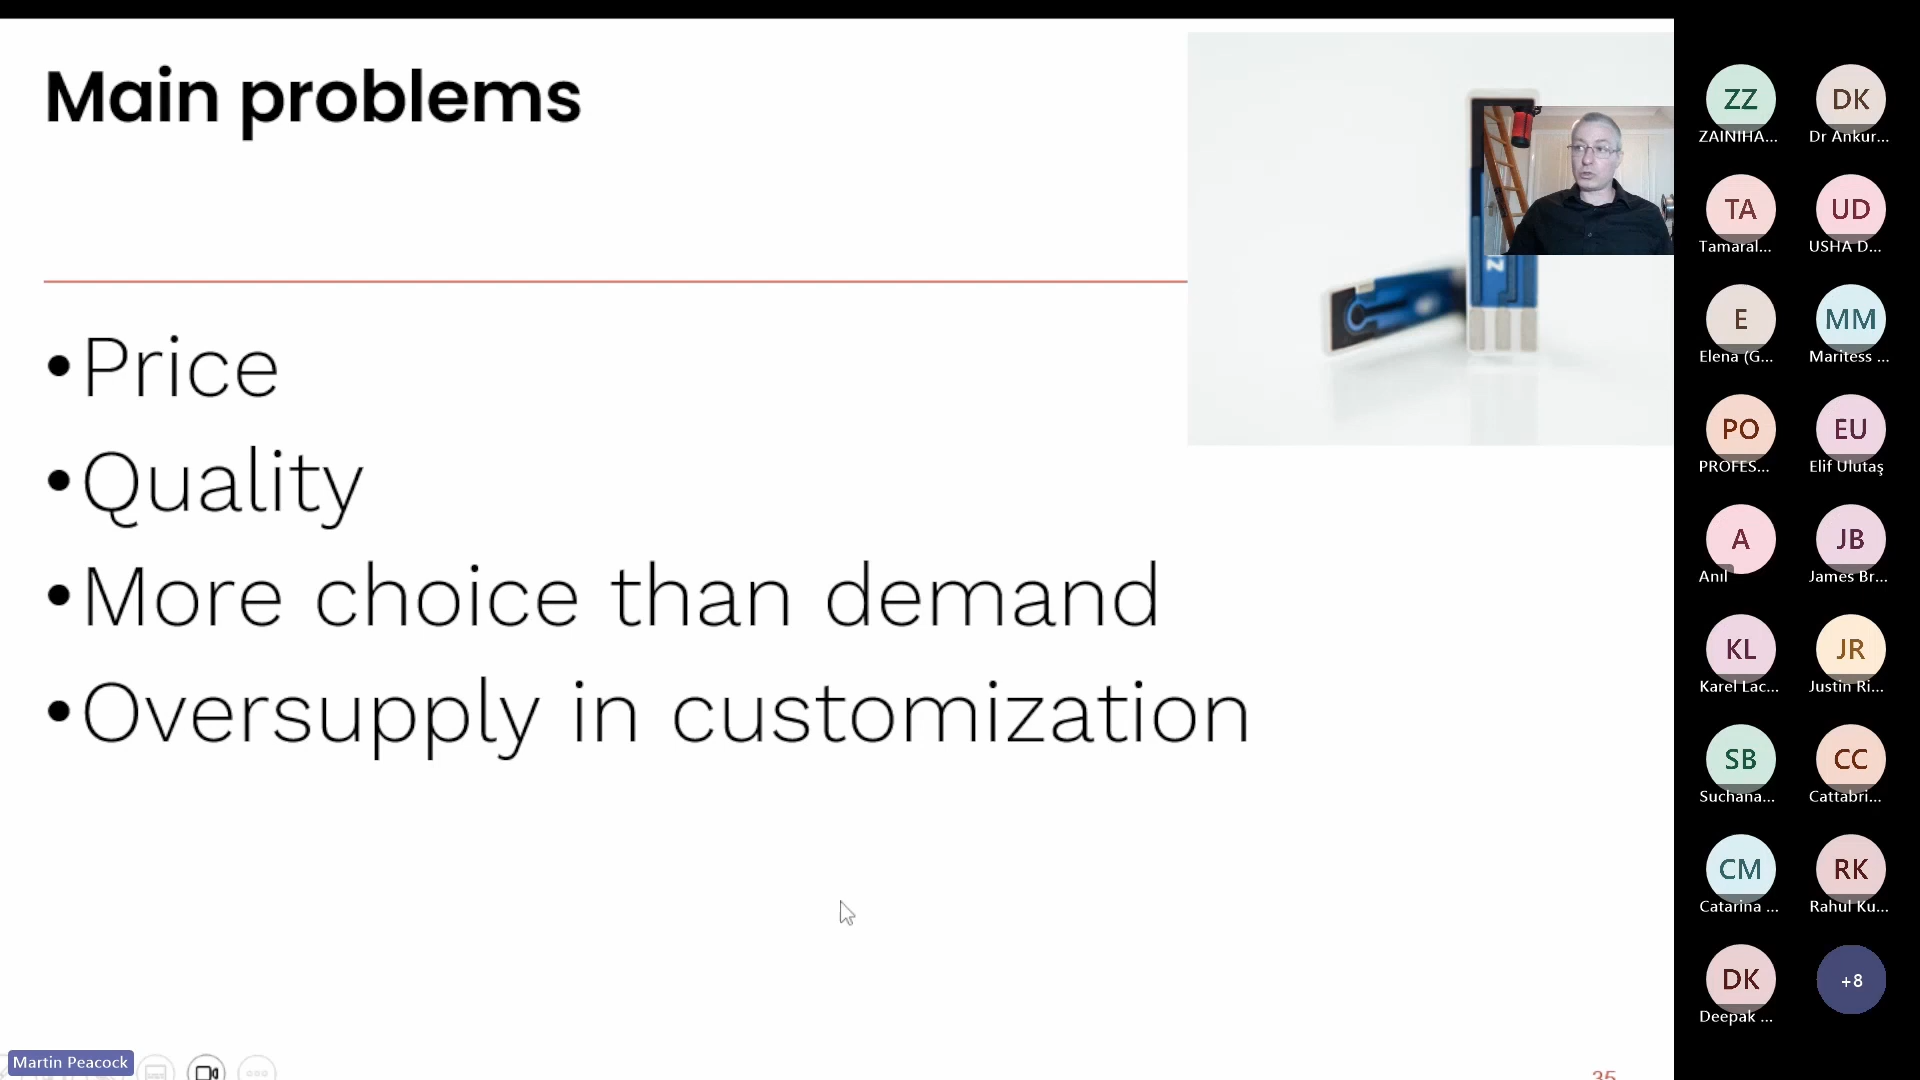 Main problems
•Price
•Quality
•More choice than demand
•Oversupply in customization
Z
ZZ
ZAINIHA...
DK
Dr Ankur...
TA
Tamaral...
UD
USHA D...
E
Elena (G...
MM
Maritess ...
PO
PROFES...
EU
Elif Ulutaş
A
Anıl
JB
James Br...
KL
Karel Lac...
JR
Justin Ri...
SB
Suchana...
CC
Cattabri...
CM
Catarina ...
RK
Rahul Ku...
DK
Deepak ...
+8
Martin Peacock
35